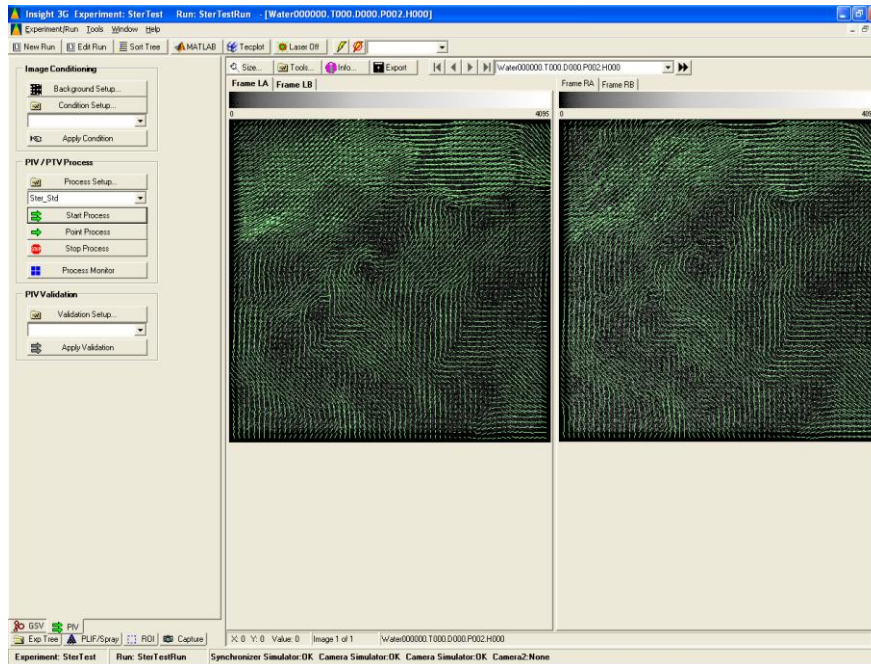 Insight 3G Experiment: SterTest Run: SterTestRun - [Water000000.T000.D000.P002.H000]
Experiment/Run Tools Window Help
New Run Edit Run Sort Tree MATLAB Tecplot Laser Off
Size... Tools... Info... Export Water000000.T000.D000.P002.H000
Image Conditioning
Background Setup...
Condition Setup...
Apply Condition
PIV / PTV Process
Process Setup...
Ster_Std
Start Process
Point Process
STOP Stop Process
Process Monitor
PIV Validation
Validation Setup...
Apply Validation
Frame LA Frame LB
0 4095
Frame RA Frame RB
0 409
GSV PIV
Exp Tree PLIF/Spray ROI Capture
X: 0 Y: 0 Value: 0 Image 1 of 1 Water000000.T000.D000.P002.H000
Experiment: SterTest Run: SterTestRun Synchronizer Simulator:OK Camera Simulator:OK Camera Simulator:OK Camera2:None